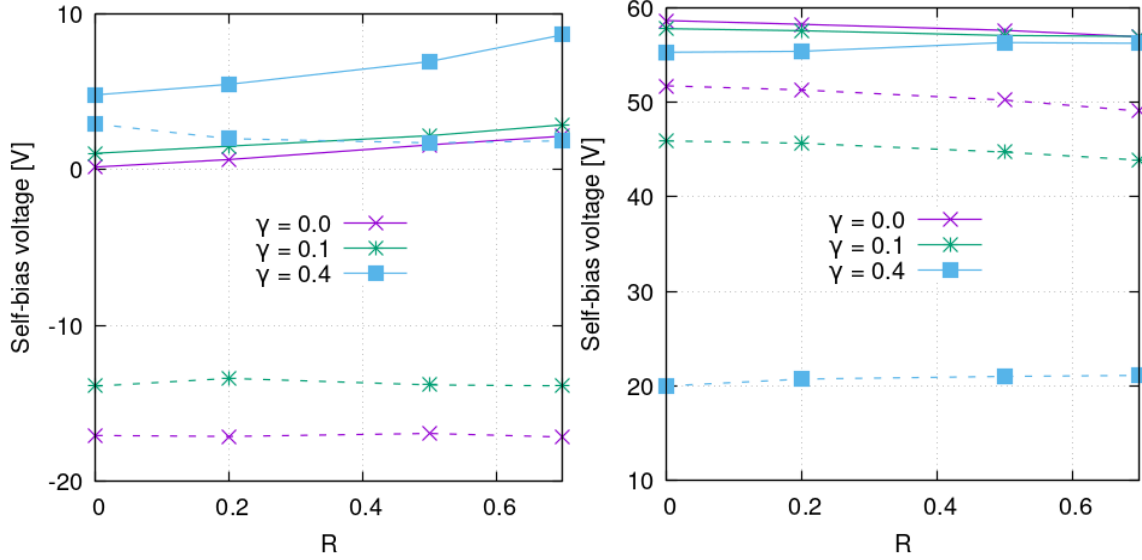 10
0
-10
-20
Self-bias voltage [V]
γ = 0.0
γ = 0.1
γ = 0.4
0
0.2
0.4
0.6
R
60
50
40
30
20
10
Self-bias voltage [V]
γ = 0.0
γ = 0.1
γ = 0.4
0
0.2
0.4
0.6
R